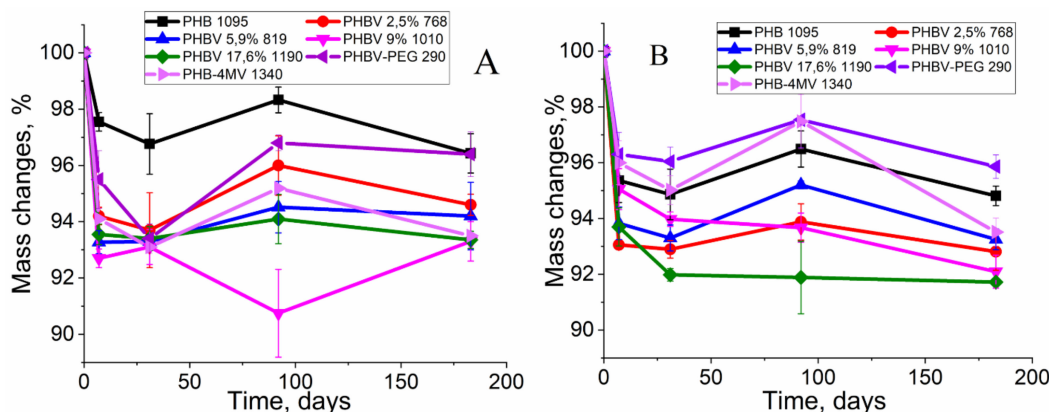 PHB 1095 PHBV 2,5% 768
PHBV 5,9% 819 PHBV 9% 1010
PHBV 17,6% 1190 PHBV-PEG 290
PHB-4MV 1340
A
Mass changes, %
100
98
96
94
92
90
0 50 100 150 200
Time, days
PHB 1095 PHBV 2,5% 768
PHBV 5,9% 819 PHBV 9% 1010
PHBV 17,6% 1190 PHBV-PEG 290
PHB-4MV 1340
B
Mass changes, %
100
98
96
94
92
90
0 50 100 150 200
Time, days